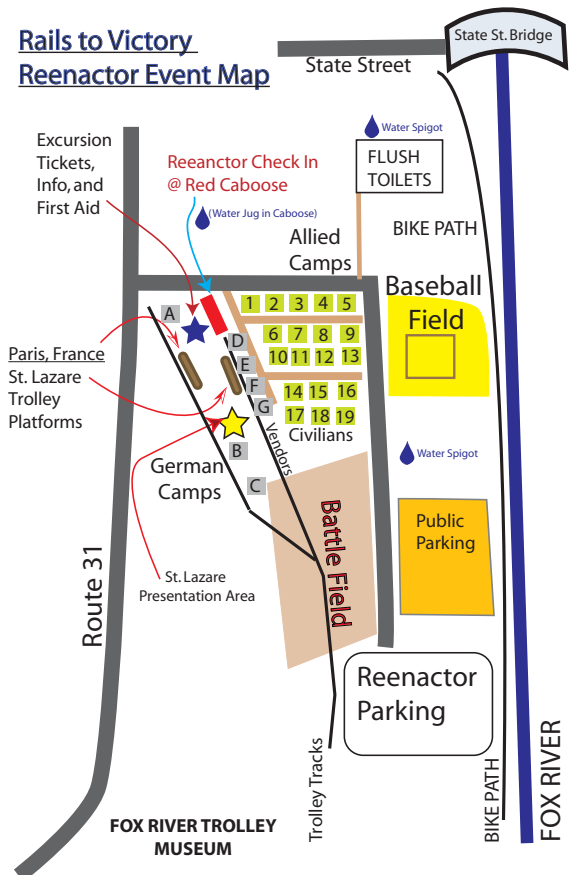 Rails to Victory
Reenactor Event Map
State St. Bridge
State Street
Water Spigot
FLUSH
TOILETS
Excursion
Tickets,
Info, and
First Aid
Reeanctor Check In
@ Red Caboose
(Water Jug in Caboose)
Allied
Camps
BIKE PATH
Baseball
Field
A
1 2 3 4 5
D
6 7 8 9
E
10 11 12 13
F
14 15 16
G
17 18 19
Civilians
Paris, France
St. Lazare
Trolley
Platforms
Vendors
B
German
Camps
C
Water Spigot
Battle Field
Public
Parking
St. Lazare
Presentation Area
Route 31
Reenactor
Parking
Trolley Tracks
BIKE PATH
FOX RIVER
FOX RIVER TROLLEY
MUSEUM